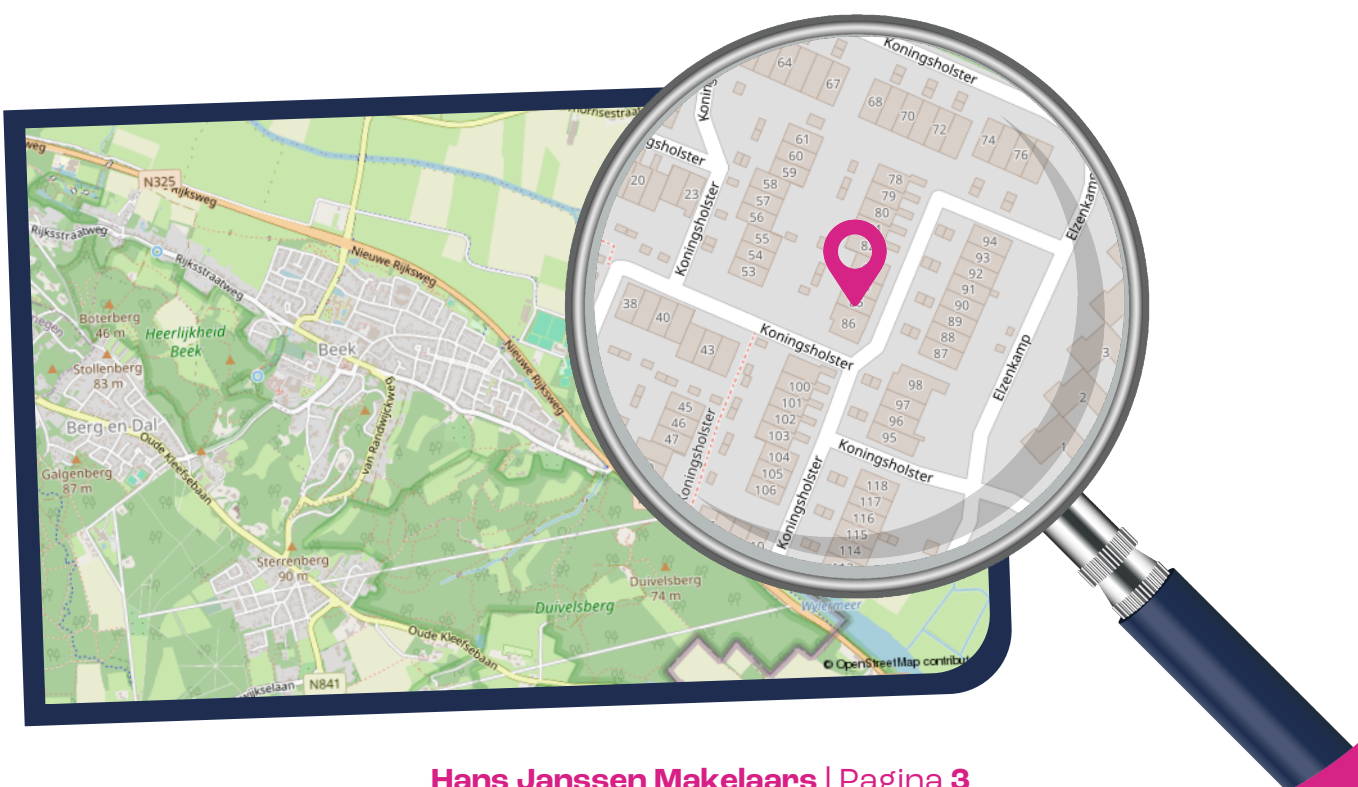 weg
N325
Rijksweg
Thornsestraat
Rijksstraatweg
Rijksstraatweg
Nieuwe Rijksweg
Boterberg
46 m
Heerlijkheid
Beek
Beek
Nieuwe Rijksweg
Stollenberg
83 m
Berg en Dal
van Randwijckweg
Oude Kleefsebaan
Galgenberg
87 m
Sterrenberg
90 m
Duivelsberg
74 m
Duivelsberg
Wylermeer
Oude Kleefsebaan
N841
wijkselaan
© OpenStreetMap contribut
Koningsholster
64
67
68
70
72
74
76
Konings
gsholster
61
60
59
58
57
56
55
54
53
20
23
Koningsholster
78
79
80
86
Elzenkamp
94
93
92
91
90
89
88
87
38
40
43
Koningsholster
Elzenkamp
45
46
47
Koningsholster
100
101
102
103
104
105
106
98
97
96
95
Koningsholster
Koningsholster
118
117
116
115
114
3
2
1
Hans Janssen Makelaars | Pagina 3